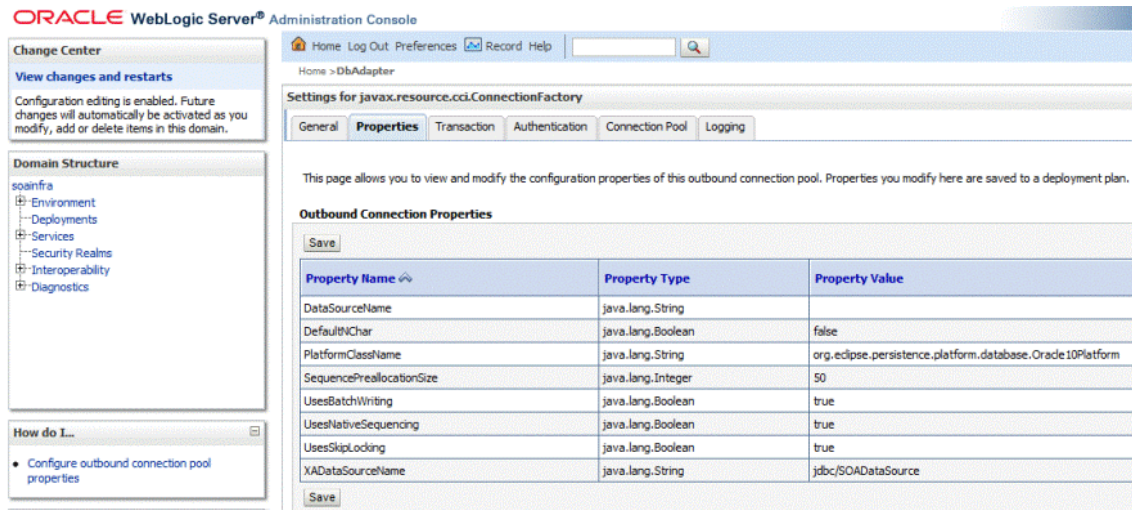 ORACLE WebLogic Server® Administration Console
Change Center
View changes and restarts
Configuration editing is enabled. Future
changes will automatically be activated as you
modify, add or delete items in this domain.
Domain Structure
soainfra
Environment
Deployments
Services
Security Realms
Interoperability
Diagnostics
How do I...
Configure outbound connection pool
properties
Home Log Out Preferences Record Help
Home >DbAdapter
Settings for javax.resource.cci.ConnectionFactory
General Properties Transaction Authentication Connection Pool Logging
This page allows you to view and modify the configuration properties of this outbound connection pool. Properties you modify here are saved to a deployment plan.
Outbound Connection Properties
Save
Property Name Property Type Property Value
DataSourceName java.lang.String
DefaultNChar java.lang.Boolean false
PlatformClassName java.lang.String org.eclipse.persistence.platform.database.Oracle10Platform
SequencePreallocationSize java.lang.Integer 50
UsesBatchWriting java.lang.Boolean true
UsesNativeSequencing java.lang.Boolean true
UsesSkipLocking java.lang.Boolean true
XADataSourceName java.lang.String jdbc/SOADataSource
Save